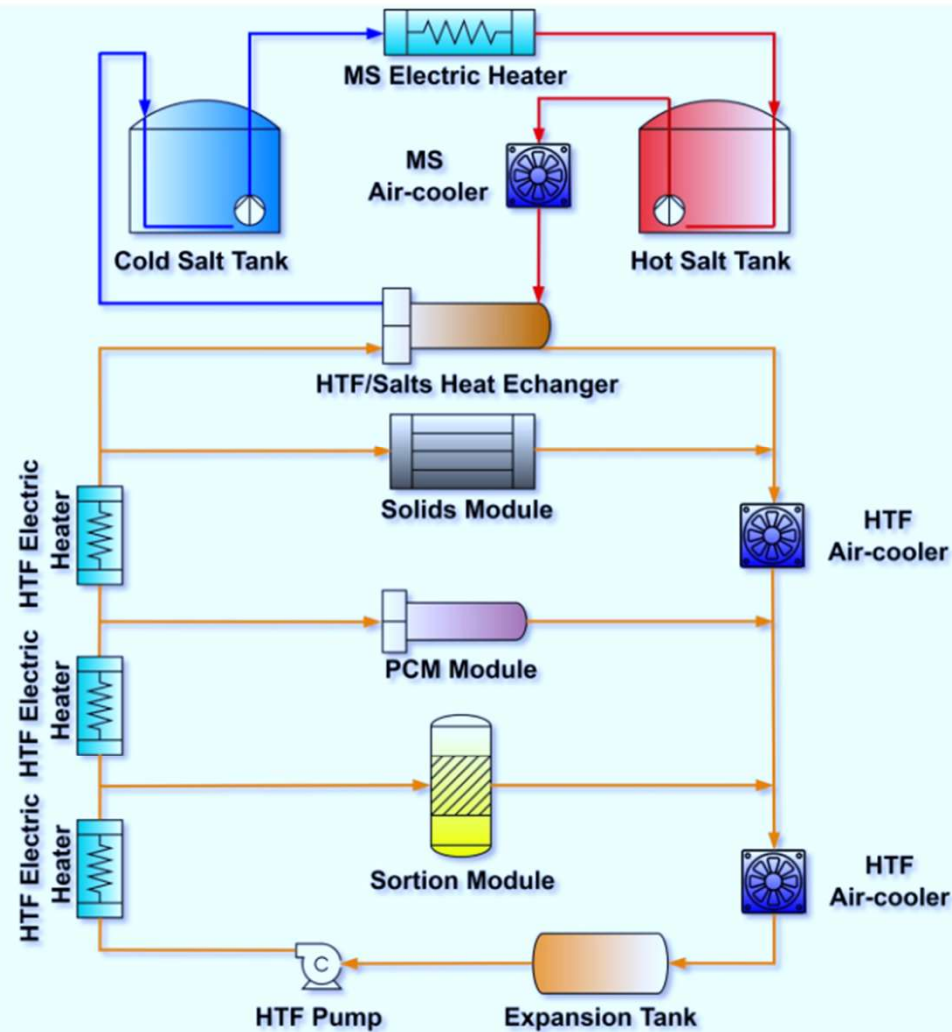 MS Electric Heater
MS
Air-cooler
Cold Salt Tank
Hot Salt Tank
HTF/Salts Heat Echanger
HTF Electric
Heater
Solids Module
HTF
Air-cooler
HTF Electric
Heater
PCM Module
HTF Electric
Heater
Sortion Module
HTF
Air-cooler
C
HTF Pump
Expansion Tank